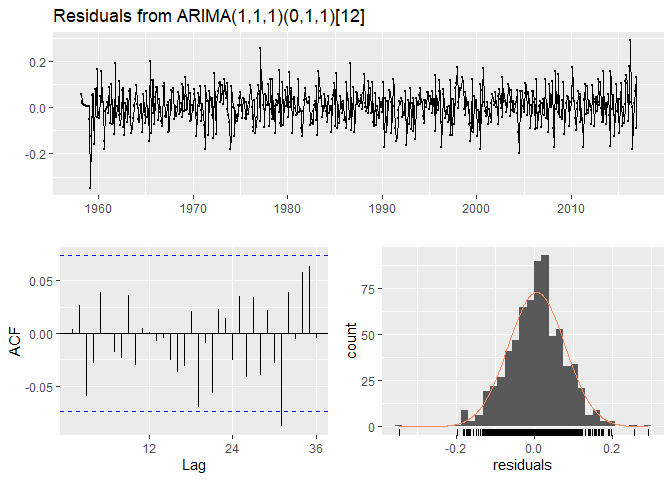 Residuals from ARIMA(1,1,1)(0,1,1)[12]
0.2
0.0
-0.2
1960 1970 1980 1990 2000 2010
ACF
0.05
0.00
-0.05
12 24 36
Lag
count
75
50
25
0
-0.2 0.0 0.2
residuals